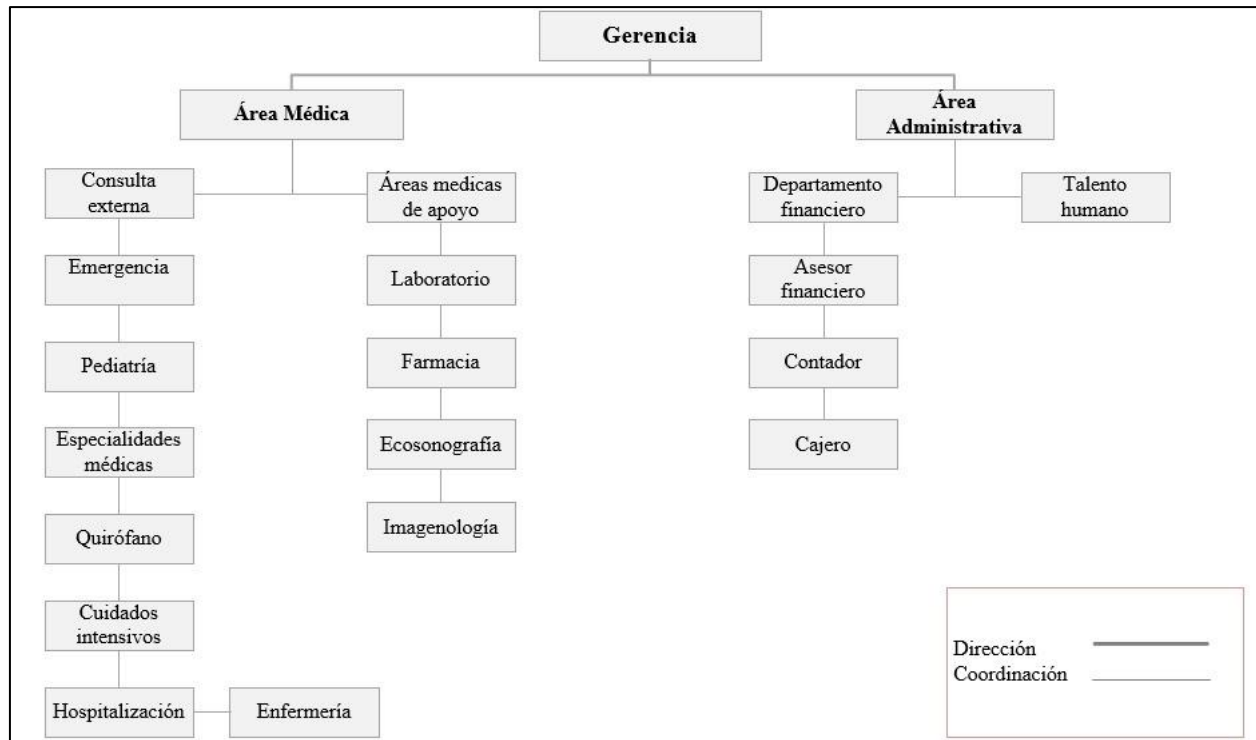 Gerencia
Área Médica
Área
Administrativa
Consulta
externa
Áreas medicas
de apoyo
Departamento
financiero
Talento
humano
Emergencia
Laboratorio
Asesor
financiero
Pediatría
Farmacia
Contador
Especialidades
médicas
Ecosonografía
Cajero
Quirófano
Imagenología
Cuidados
intensivos
Hospitalización
Enfermería
Dirección
Coordinación